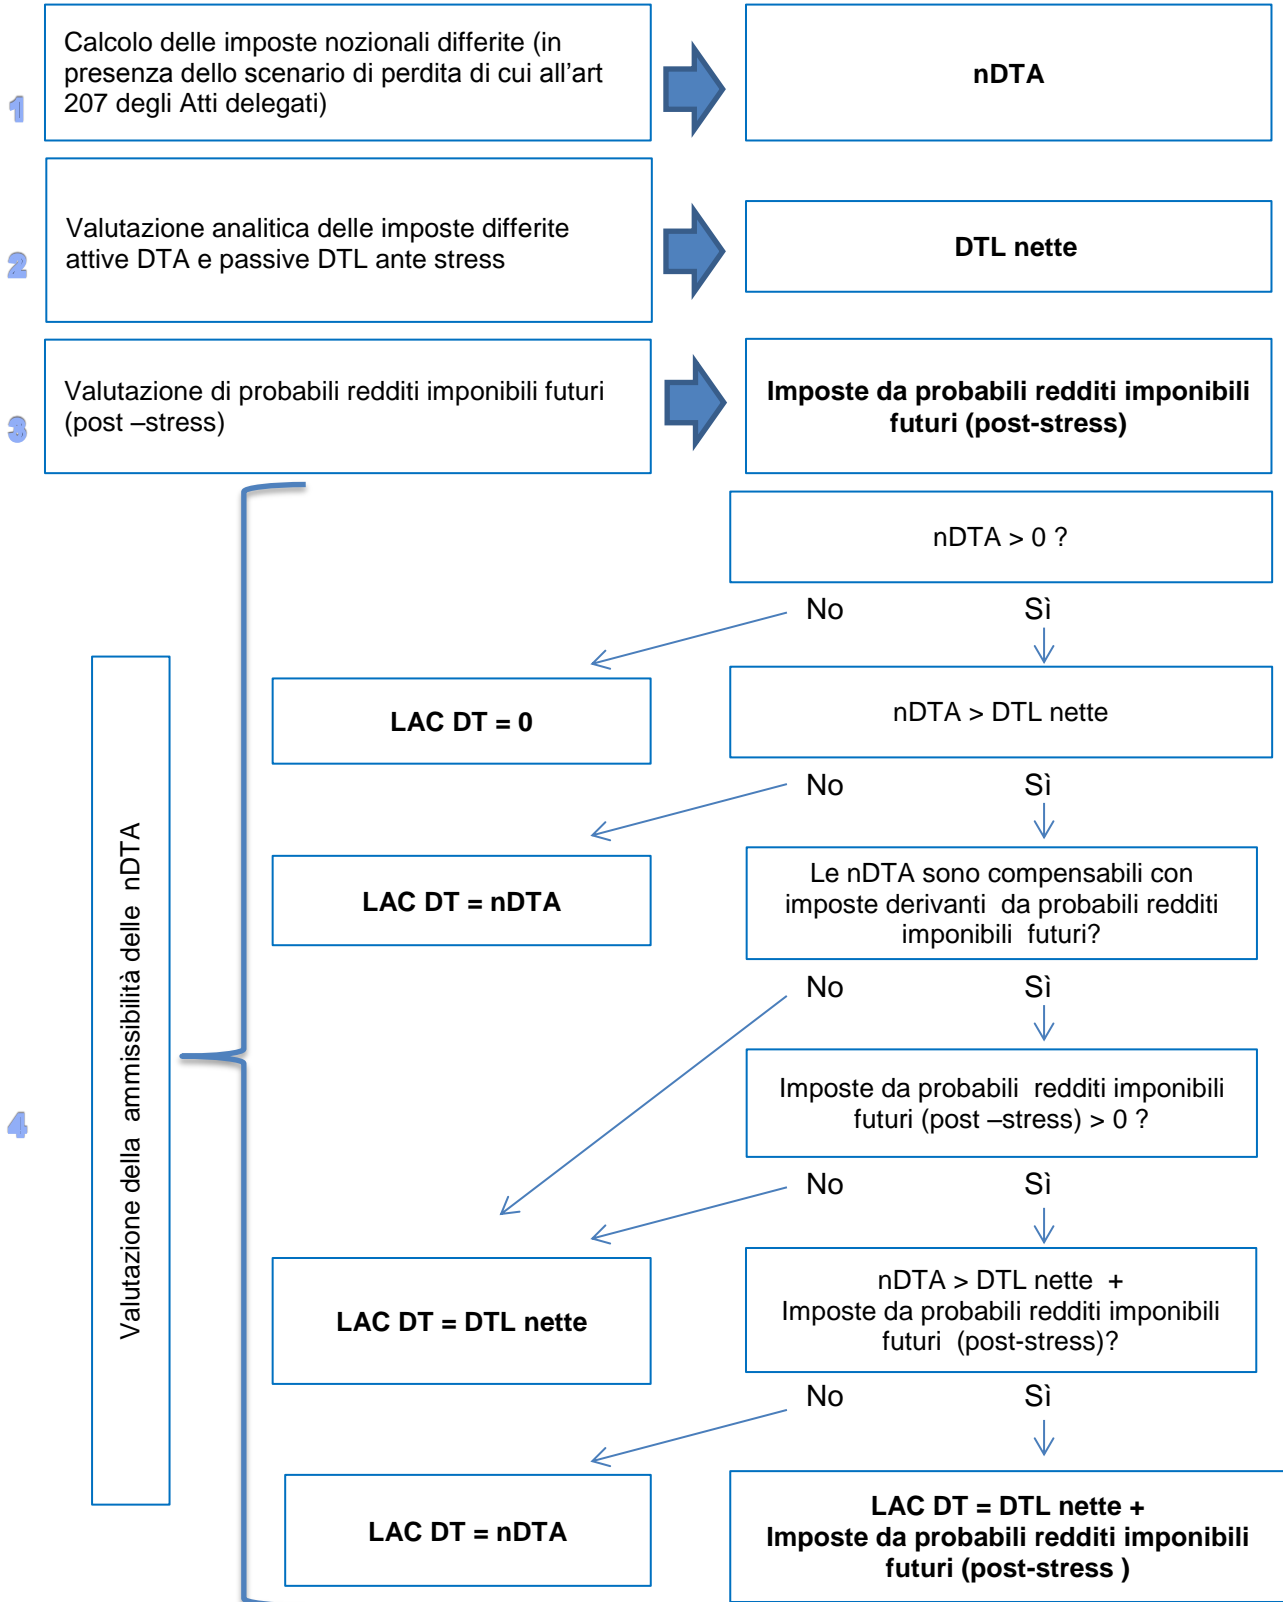 1
Calcolo delle imposte nozionali differite (in
presenza dello scenario di perdita di cui all'art
207 degli Atti delegati)
nDTA
2
Valutazione analitica delle imposte differite
attive DTA e passive DTL ante stress
DTL nette
3
Valutazione di probabili redditi imponibili futuri
(post –stress)
Imposte da probabili redditi imponibili
futuri (post-stress)
4
Valutazione della ammissibilità delle nDTA
nDTA > 0 ?
No Sì
LAC DT = 0
nDTA > DTL nette
No Sì
LAC DT = nDTA
Le nDTA sono compensabili con
imposte derivanti da probabili redditi
imponibili futuri?
No Sì
Imposte da probabili redditi imponibili
futuri (post –stress) > 0 ?
No Sì
LAC DT = DTL nette
nDTA > DTL nette +
Imposte da probabili redditi imponibili
futuri (post-stress)?
No Sì
LAC DT = nDTA
LAC DT = DTL nette +
Imposte da probabili redditi imponibili
futuri (post-stress )